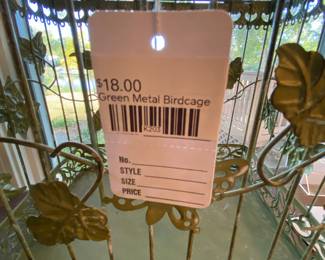 $18.00
Green Metal Birdcage
No.
STYLE
SIZE
PRICE